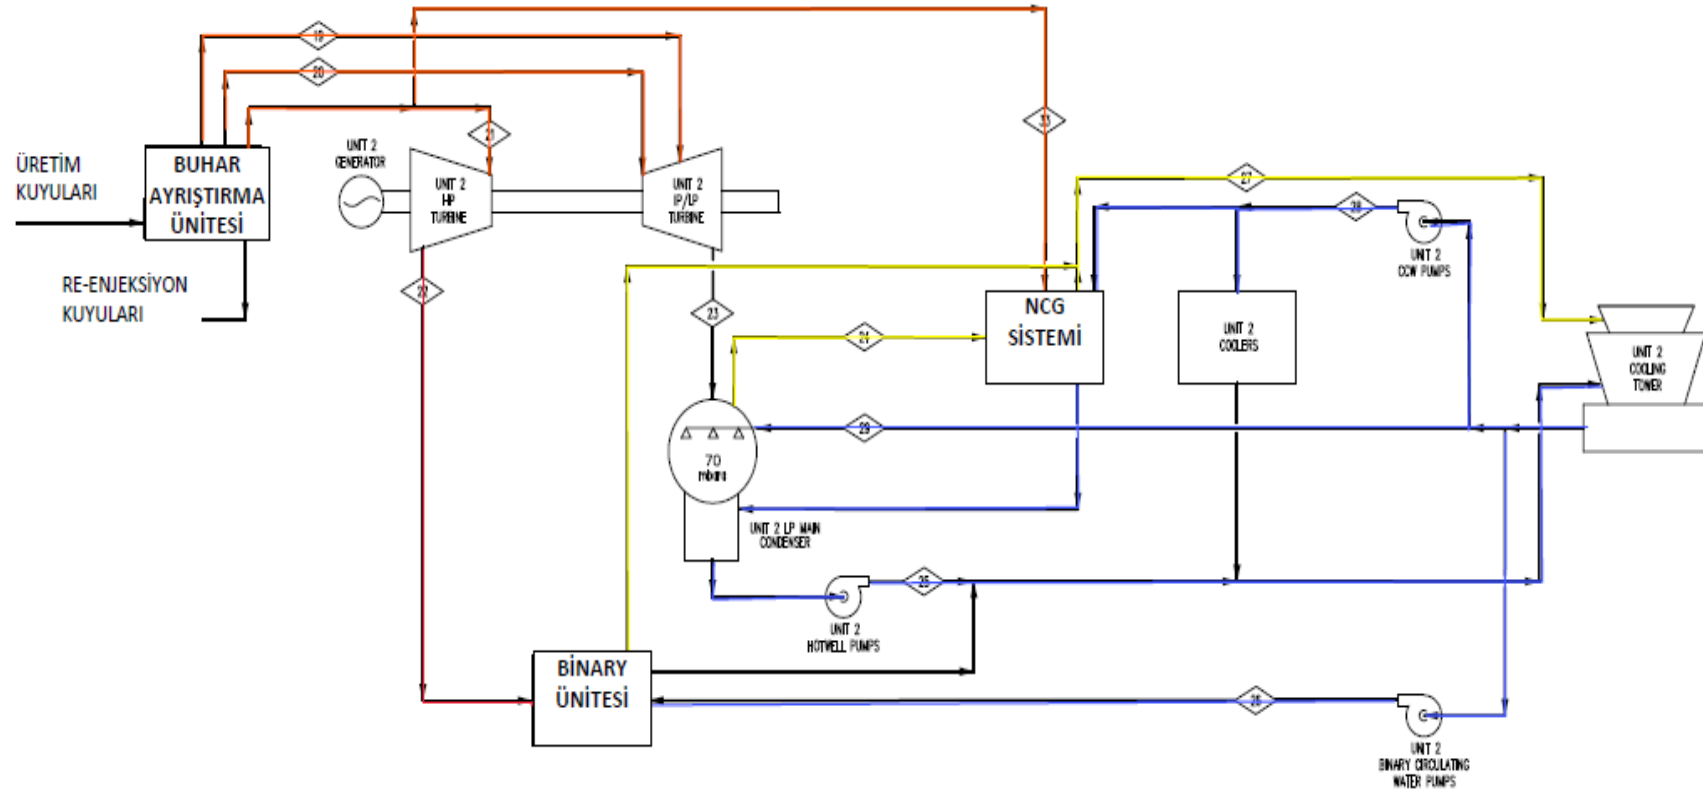 19
20
33
21
ÜRETİM
KUYULARI
BUHAR
AYRIŞTIRMA
ÜNİTESİ
UNIT 2
GENERATOR
UNIT 2
HP
TURBINE
UNIT 2
IP/LP
TURBINE
27
28
UNIT 2
CCW PUMPS
RE-ENJEKSİYON
KUYULARI
22
23
NCG
SİSTEMİ
UNIT 2
COOLERS
UNIT 2
COOLING
TOWER
29
70
UNIT 2 LP MAIN
CONDENSER
25
UNIT 2
HOTWELL PUMPS
BİNARY
ÜNİTESİ
26
UNIT 2
BINARY CIRCULATING
WATER PUMPS